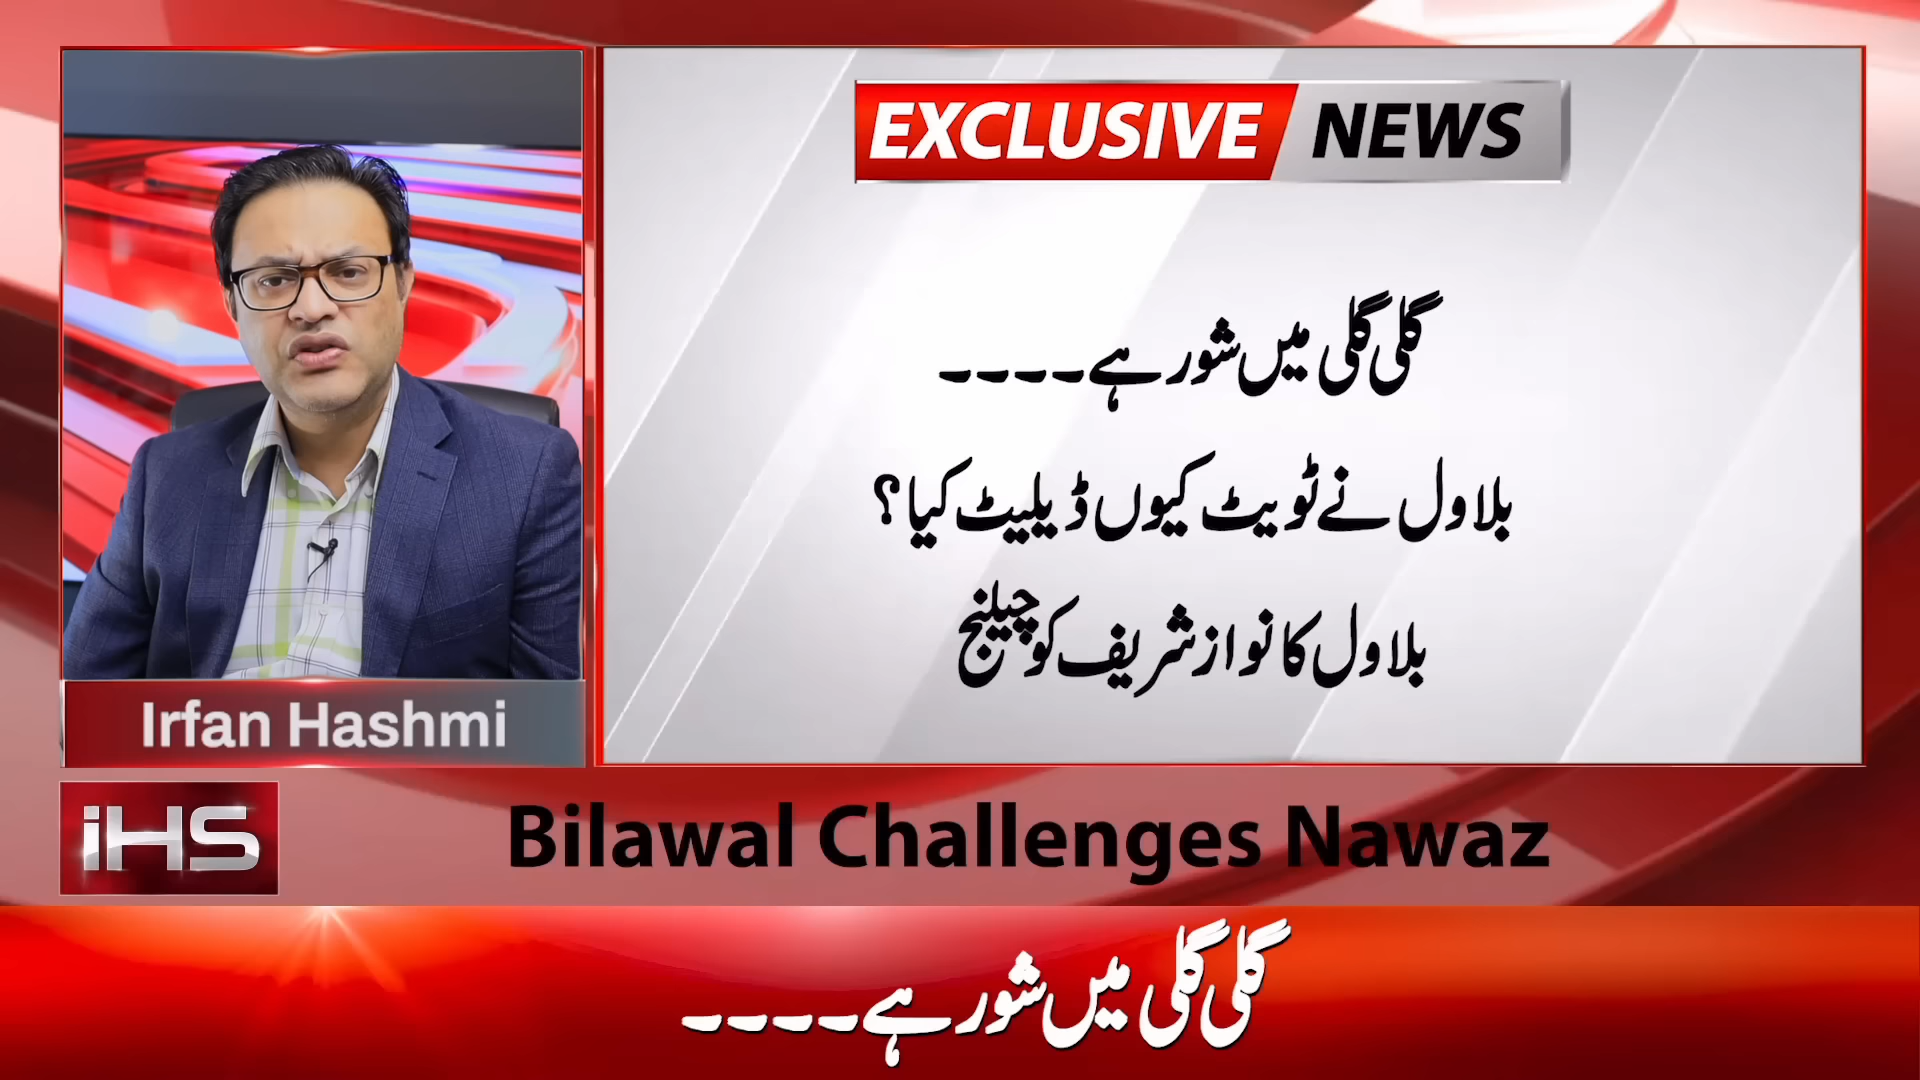 EXCLUSIVE NEWS
گلی گلی میں شور ہے۔۔۔۔
بلاول نے ٹویٹ کیوں ڈیلیٹ کیا؟
بلاول کا نواز شریف کو چیلنج
Irfan Hashmi
iHS
Bilawal Challenges Nawaz
گلی گلی میں شور ہے۔۔۔۔